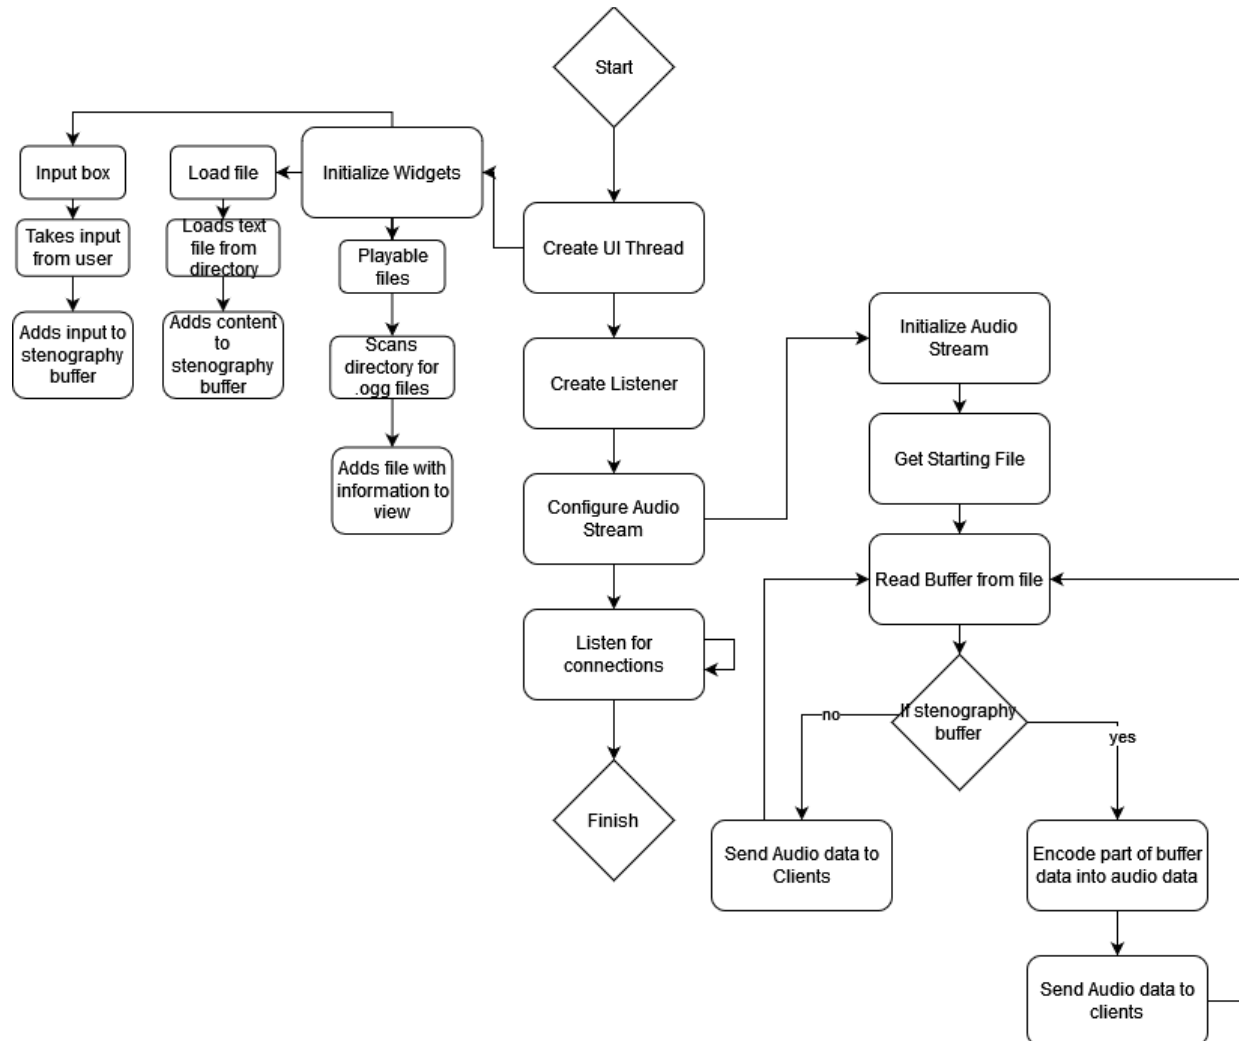 Start
Initialize Widgets
Input box
Load file
Takes input
from user
Loads text
file from
directory
Playable
files
Adds input to
stenography
buffer
Adds content
to
stenography
buffer
Scans
directory for
.ogg files
Adds file with
information to
view
Create UI Thread
Create Listener
Configure Audio
Stream
Listen for
connections
Finish
Initialize Audio
Stream
Get Starting File
Read Buffer from file
If stenography
buffer
no
yes
Send Audio data to
Clients
Encode part of buffer
data into audio data
Send Audio data to
clients